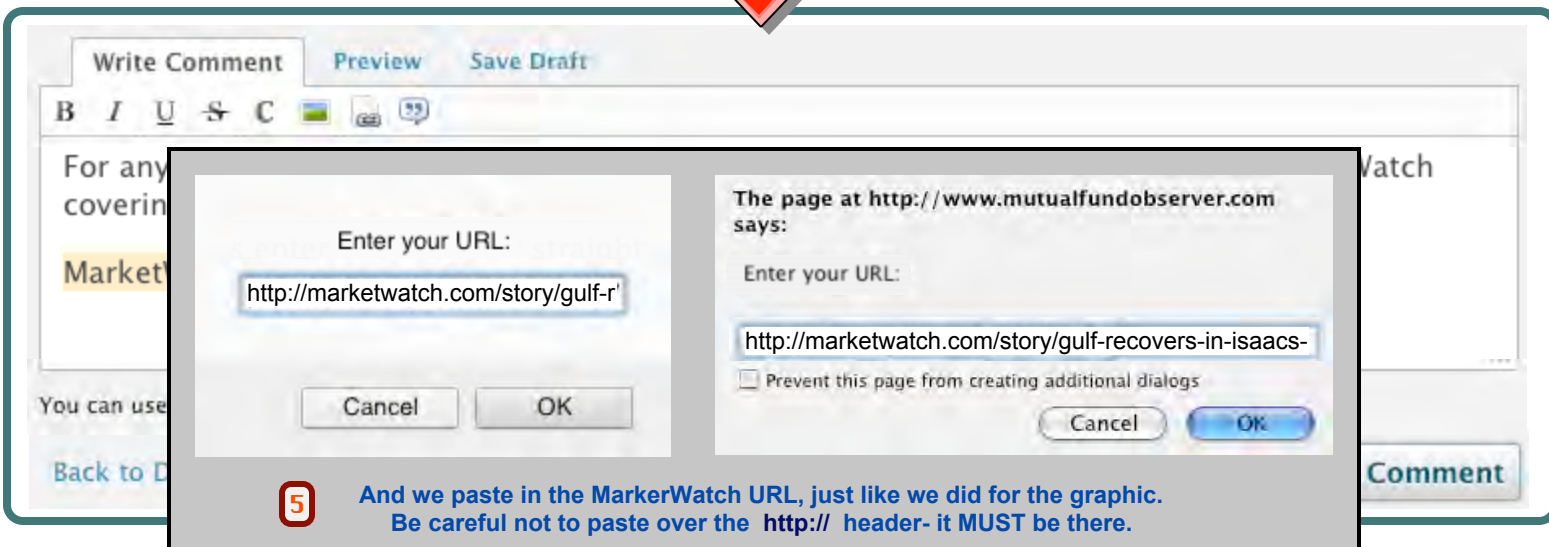 Write Comment Preview Save Draft
B I U S C
For any
Watch
coverin
Market
Enter your URL:
http://marketwatch.com/story/gulf-r
Cancel OK
The page at http://www.mutualfundobserver.com
says:
Enter your URL:
http://marketwatch.com/story/gulf-recovers-in-isaacs-
Prevent this page from creating additional dialogs
Cancel OK
You can use
Back to D
Comment
5 And we paste in the MarkerWatch URL, just like we did for the graphic.
Be careful not to paste over the http:// header- it MUST be there.